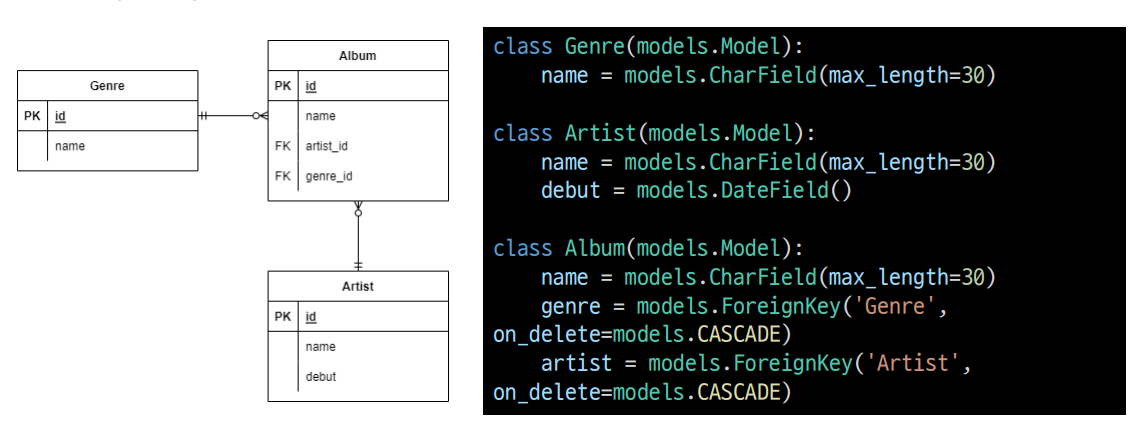 Genre
PK id
name
Album
PK id
name
FK artist_id
FK genre_id
Artist
PK id
name
debut
class Genre(models.Model):
    name = models.CharField(max_length=30)

class Artist(models.Model):
    name = models.CharField(max_length=30)
    debut = models.DateField()

class Album(models.Model):
    name = models.CharField(max_length=30)
    genre = models.ForeignKey('Genre',
on_delete=models.CASCADE)
    artist = models.ForeignKey('Artist',
on_delete=models.CASCADE)